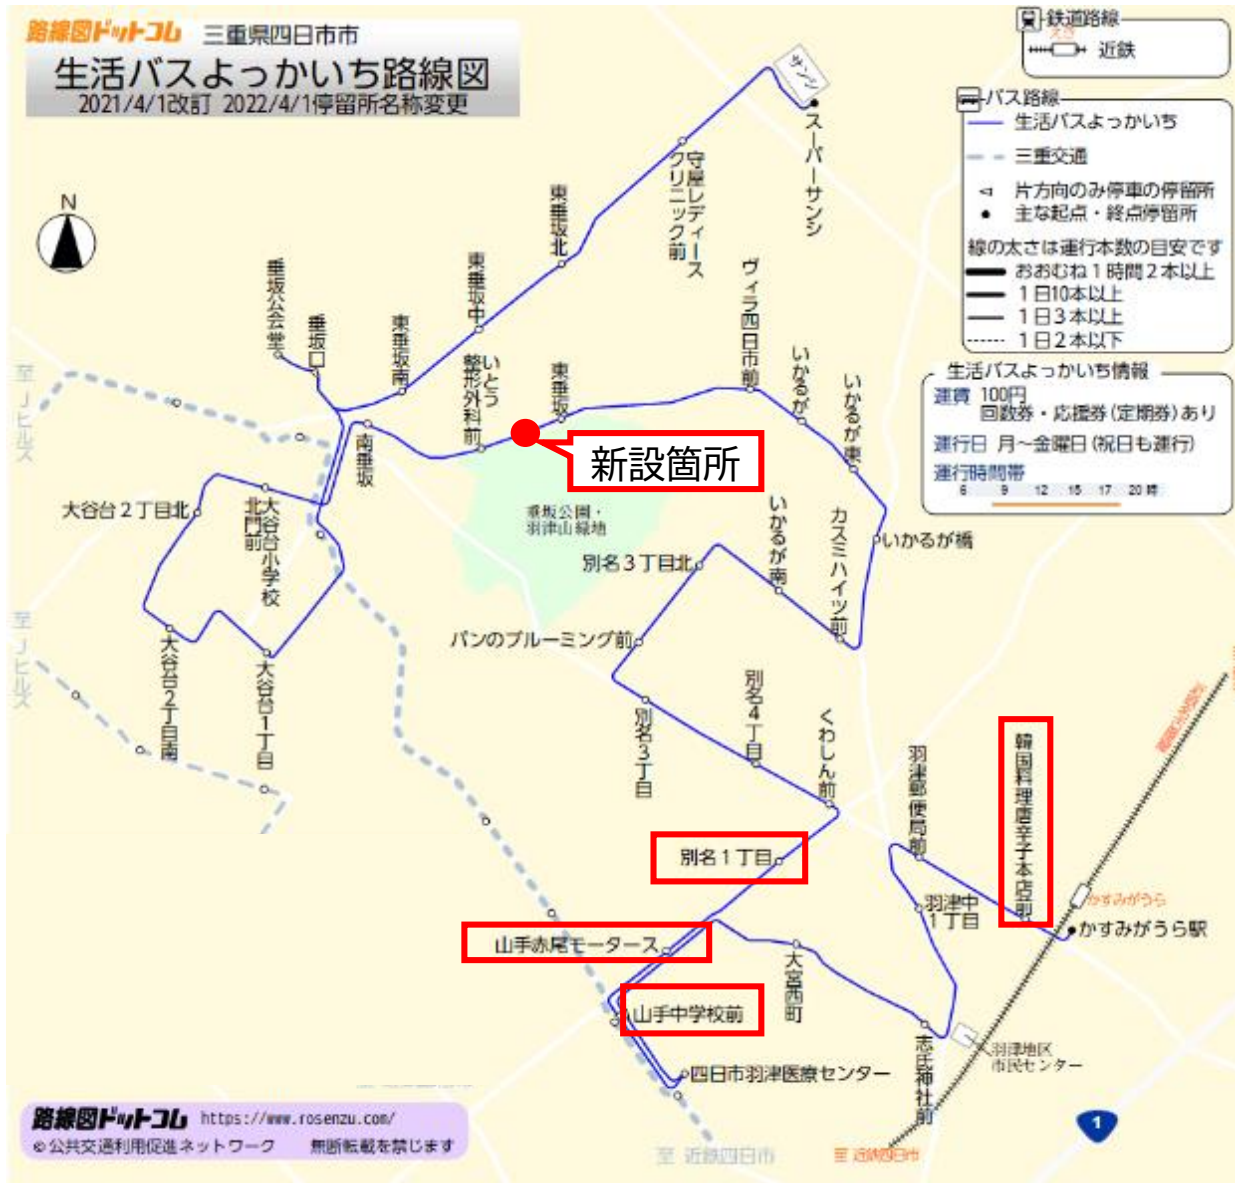 路線図ドットコム 三重県四日市市
生活バスよっかいち路線図
2021/4/1改訂 2022/4/1停留所名称変更
鉄道路線
近鉄
バス路線
生活バスよっかいち
三重交通
片方向のみ停車の停留所
主な起点・終点停留所
線の太さは運行本数の目安です
おおむね1時間2本以上
1日10本以上
1日3本以上
1日2本以下
生活バスよっかいち情報
運賃 100円
回数券・応援券(定期券)あり
運行日 月～金曜日(祝日も運行)
運行時間帯
6 9 12 15 17 20時
N
サンシ
スーパーサンシ
守屋レディース
クリニック前
東垂坂北
東垂坂中
東垂坂南
垂坂公会堂
垂坂口
南垂坂
いとう
整形外科前
東垂坂
新設箇所
ヴィラ四日市前
いかるが
いかるが東
いかるが橋
カスミハイツ前
いかるが南
別名3丁目北
垂坂公園・
羽津山緑地
パンのブルーミング前
別名3丁目
別名4丁目
くわしん前
別名1丁目
山手赤尾モータース
山手中学校前
四日市羽津医療センター
大宮西町
志氐神社前
羽津地区
市民センター
羽津中
1丁目
羽津郵便局前
韓国料理唐辛子本店前
かすみがうら
かすみがうら駅
大谷台2丁目北
大谷台小学校
北門前
大谷台2丁目南
大谷台1丁目
至 Jヒルズ
至 Jヒルズ
至 近鉄四日市
至 近鉄四日市
1
路線図ドットコム https://www.rosenzu.com/
©公共交通利用促進ネットワーク 無断転載を禁じます